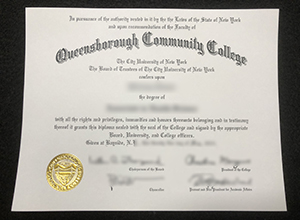 In pursuance of the authority vested in it by the Laws of the State of New York
and upon recommendation of the Faculty of
Queensborough Community College
The City University of New York
The Board of Trustees of The City University of New York
confers upon
the degree of
with all the rights and privileges, immunities and honors thereunto belonging and in testimony
thereof it grants this diploma sealed with the seal of the College and signed by the appropriate
Board, University, and College officers.
Given at Bayside, N.Y.
Chairperson of the Board
President of the College
Chancellor